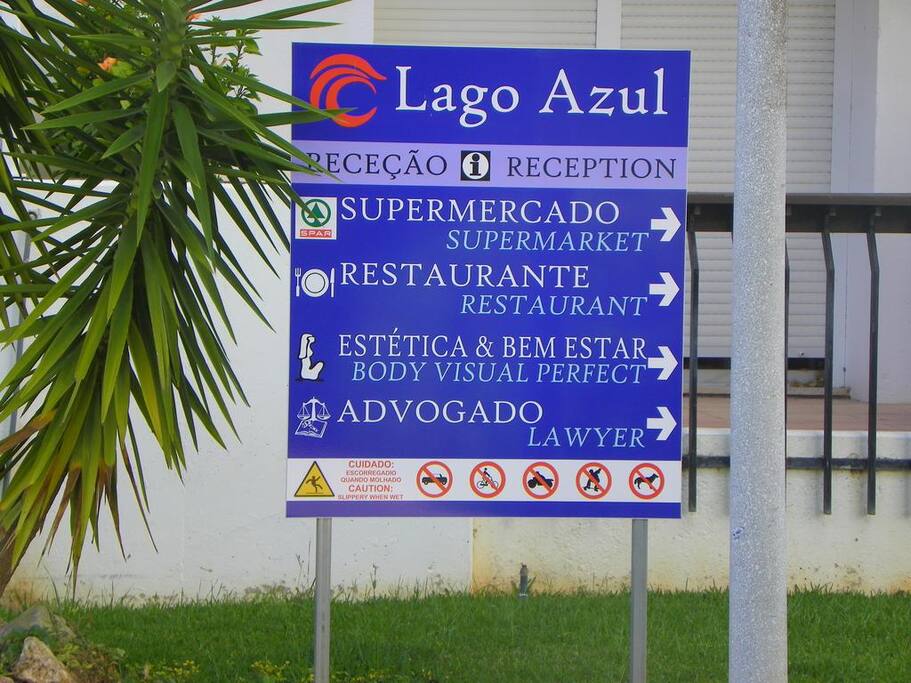 Lago Azul
RECEÇÃO i RECEPTION
SUPERMERCADO
SPAR
SUPERMARKET
RESTAURANTE
RESTAURANT
ESTÉTICA & BEM ESTAR
BODY VISUAL PERFECT
ADVOGADO
LAWYER
CUIDADO:
ESCORREGADIO
QUANDO MOLHADO
CAUTION:
SLIPPERY WHEN WET